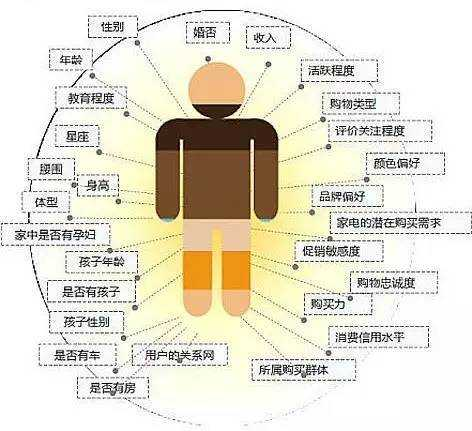 性别
婚否
收入
年龄
活跃程度
教育程度
购物类型
星座
评价关注程度
腰围
颜色偏好
身高
体型
品牌偏好
家中是否有孕妇
家电的潜在购买需求
孩子年龄
促销敏感度
是否有孩子
购物忠诚度
购买力
孩子性别
消费信用水平
是否有车
用户的关系网
所属购买群体
是否有房